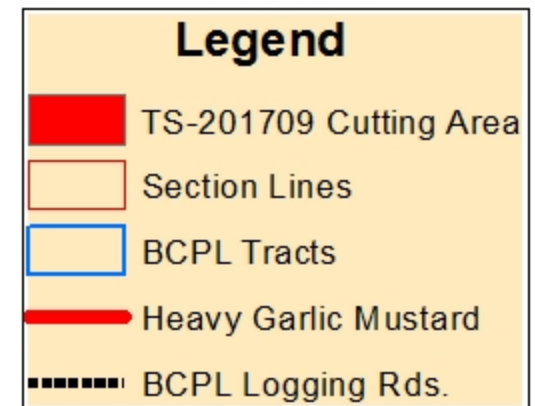 Legend
TS-201709 Cutting Area
Section Lines
BCPL Tracts
Heavy Garlic Mustard
BCPL Logging Rds.